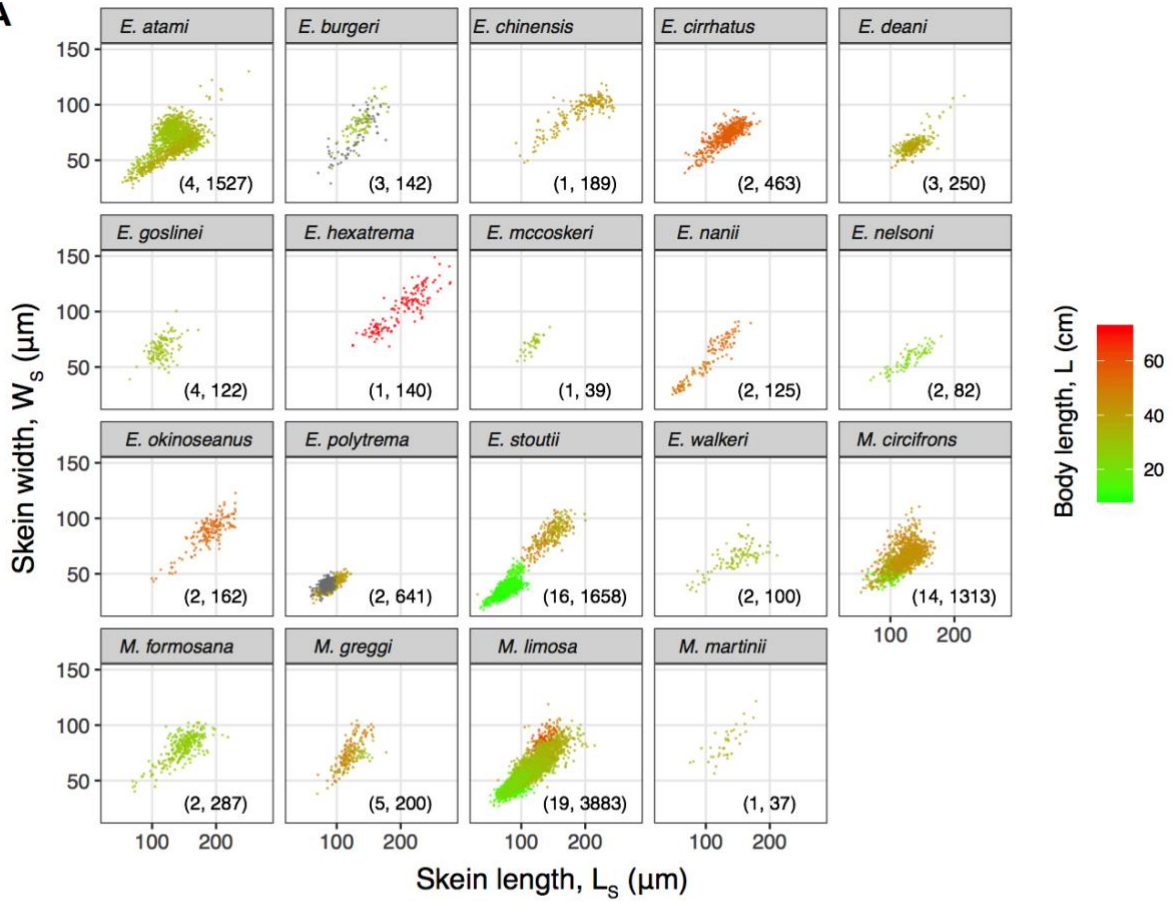 A
E. atami E. burgeri E. chinensis E. cirrhatus E. deani
150
100
50
(4, 1527) (3, 142) (1, 189) (2, 463) (3, 250)
E. goslinei E. hexatrema E. mccoskeri E. nanii E. nelsoni
150
100
50
(4, 122) (1, 140) (1, 39) (2, 125) (2, 82)
E. okinoseanus E. polytrema E. stoutii E. walkeri M. circifrons
150
100
50
(2, 162) (2, 641) (16, 1658) (2, 100) (14, 1313)
100 200
M. formosana M. greggi M. limosa M. martinii
150
100
50
(2, 287) (5, 200) (19, 3883) (1, 37)
100 200 100 200 100 200 100 200
Skein length, LS (µm)
Skein width, WS (µm)
Body length, L (cm)
60
40
20